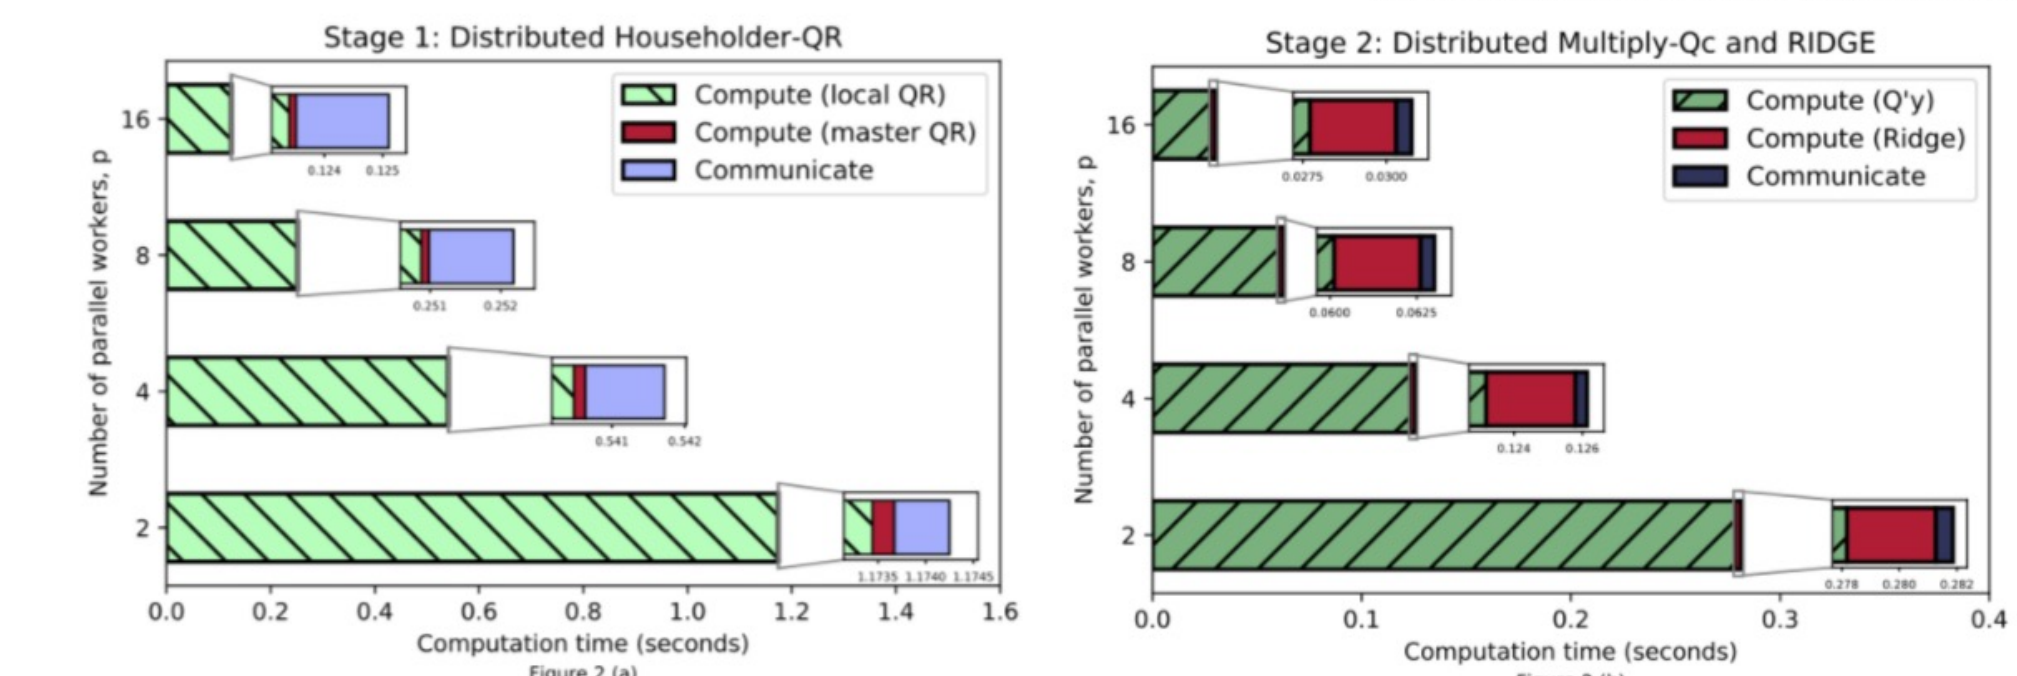 Stage 1: Distributed Householder-QR
Number of parallel workers, p
16
8
4
2
Compute (local QR)
Compute (master QR)
Communicate
0.124 0.125
0.251 0.252
0.541 0.542
1.1735 1.1740 1.1745
0.0 0.2 0.4 0.6 0.8 1.0 1.2 1.4 1.6
Computation time (seconds)
Figure 2 (a)
Stage 2: Distributed Multiply-Qc and RIDGE
Number of parallel workers, p
16
8
4
2
Compute (Q'y)
Compute (Ridge)
Communicate
0.0275 0.0300
0.0600 0.0625
0.124 0.126
0.278 0.280 0.282
0.0 0.1 0.2 0.3 0.4
Computation time (seconds)